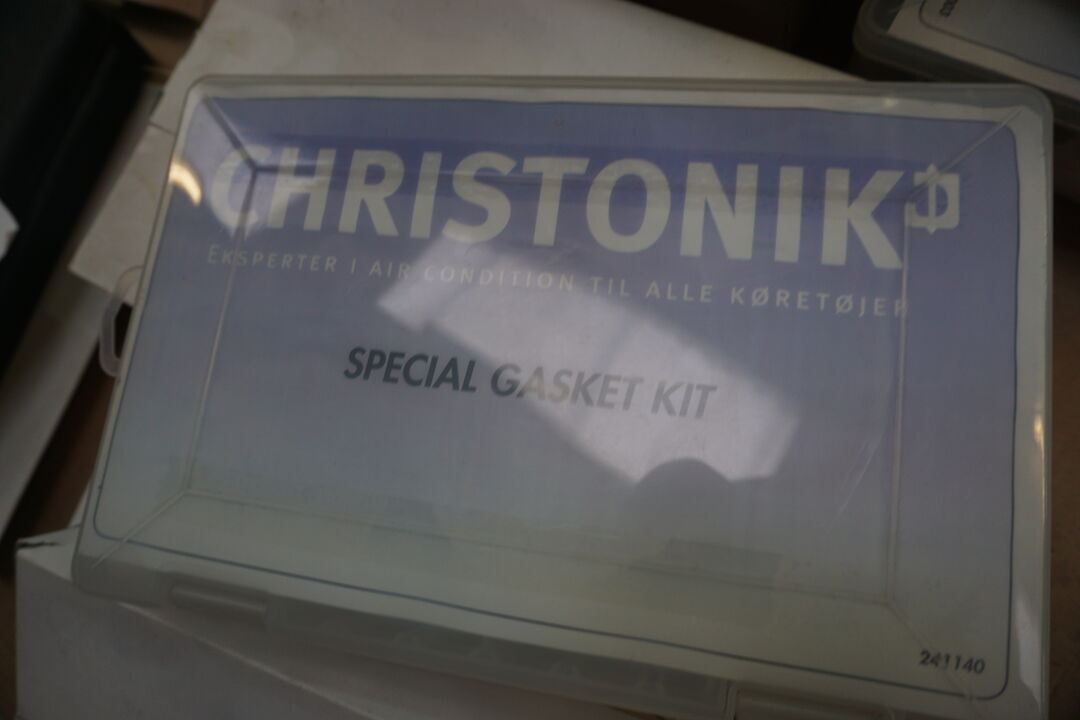 CHRISTONIK
EKSPERTER I AIR CONDITION TIL ALLE KØRETØJER
SPECIAL GASKET KIT
241140